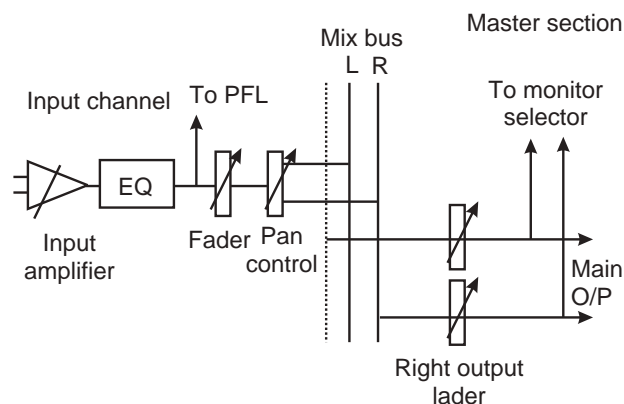 Master section
Mix bus
L R
Input channel
To PFL
To monitor
selector
EQ
Input
amplifier
Fader
Pan
control
Main
O/P
Right output
lader